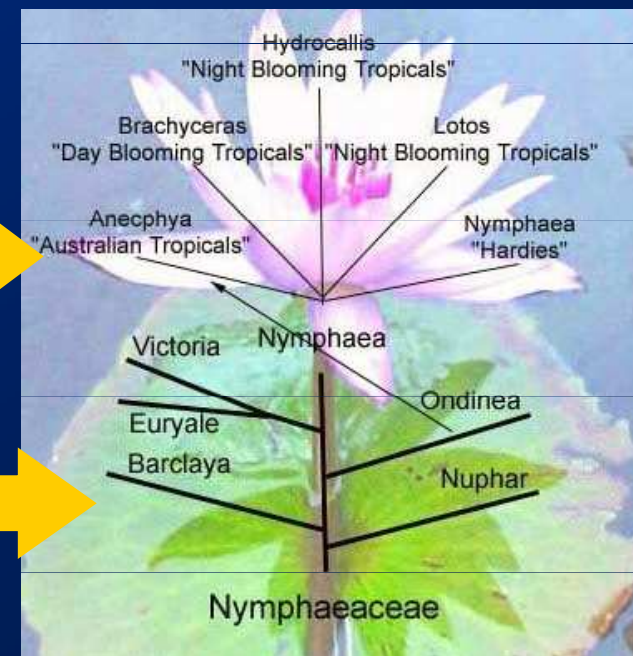 Hydrocallis
"Night Blooming Tropicals"
Brachyceras
"Day Blooming Tropicals"
Lotos
"Night Blooming Tropicals"
Anecphya
"Australian Tropicals"
Nymphaea
"Hardies"
Nymphaea
Victoria
Euryale
Barclaya
Ondinea
Nuphar
Nymphaeaceae